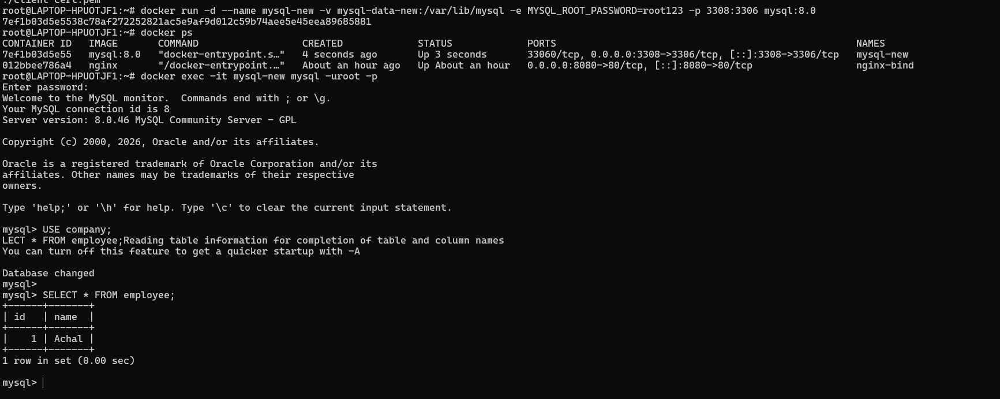 ./client-cert.pem
root@LAPTOP-HPUOTJF1:~# docker run -d --name mysql-new -v mysql-data-new:/var/lib/mysql -e MYSQL_ROOT_PASSWORD=root123 -p 3308:3306 mysql:8.0
7ef1b03d5e5538c78af272252821ac5e9af9d012c59b74aee5e45eea89685881
root@LAPTOP-HPUOTJF1:~# docker ps
CONTAINER ID   IMAGE       COMMAND                  CREATED             STATUS             PORTS                                                    NAMES
7ef1b03d5e55   mysql:8.0   "docker-entrypoint.s…"   4 seconds ago       Up 3 seconds       33060/tcp, 0.0.0.0:3308->3306/tcp, [::]:3308->3306/tcp   mysql-new
012bbee786a4   nginx       "/docker-entrypoint.…"   About an hour ago   Up About an hour   0.0.0.0:8080->80/tcp, [::]:8080->80/tcp                  nginx-bind
root@LAPTOP-HPUOTJF1:~# docker exec -it mysql-new mysql -uroot -p
Enter password:
Welcome to the MySQL monitor.  Commands end with ; or \g.
Your MySQL connection id is 8
Server version: 8.0.46 MySQL Community Server - GPL
Copyright (c) 2000, 2026, Oracle and/or its affiliates.
Oracle is a registered trademark of Oracle Corporation and/or its
affiliates. Other names may be trademarks of their respective
owners.
Type 'help;' or '\h' for help. Type '\c' to clear the current input statement.
mysql> USE company;
LECT * FROM employee;Reading table information for completion of table and column names
You can turn off this feature to get a quicker startup with -A
Database changed
mysql>
mysql> SELECT * FROM employee;
+------+-------+
| id   | name  |
+------+-------+
|    1 | Achal |
+------+-------+
1 row in set (0.00 sec)
mysql>